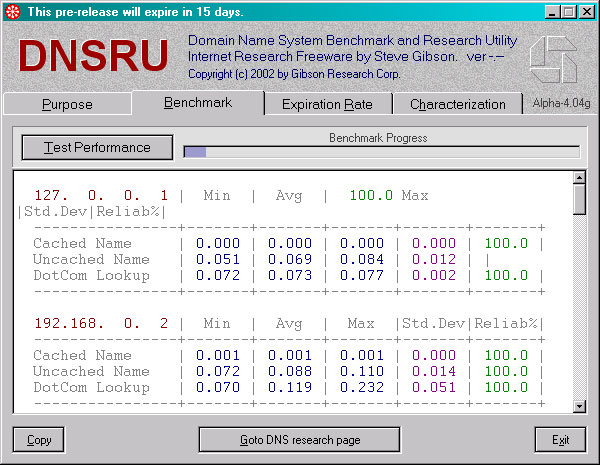 This pre-release will expire in 15 days.
DNSRU
Domain Name System Benchmark and Research Utility
Internet Research Freeware by Steve Gibson. ver -.--
Copyright (c) 2002 by Gibson Research Corp.
Purpose Benchmark Expiration Rate Characterization Alpha-4.04g
Test Performance
Benchmark Progress
127. 0. 0. 1 | Min | Avg | 100.0 Max
|Std.Dev|Reliab%|
----------------+-------+-------+-------+-------+-------+
Cached Name | 0.000 | 0.000 | 0.000 | 0.000 | 100.0 |
Uncached Name | 0.051 | 0.069 | 0.084 | 0.012 | |
DotCom Lookup | 0.072 | 0.073 | 0.077 | 0.002 | 100.0 |
----------------+-------+-------+-------+-------+-------+
192.168. 0. 2 | Min | Avg | Max |Std.Dev|Reliab%|
----------------+-------+-------+-------+-------+-------+
Cached Name | 0.001 | 0.001 | 0.001 | 0.000 | 100.0 |
Uncached Name | 0.072 | 0.088 | 0.110 | 0.014 | 100.0 |
DotCom Lookup | 0.070 | 0.119 | 0.232 | 0.051 | 100.0 |
----------------+-------+-------+-------+-------+-------+
Copy Goto DNS research page Exit